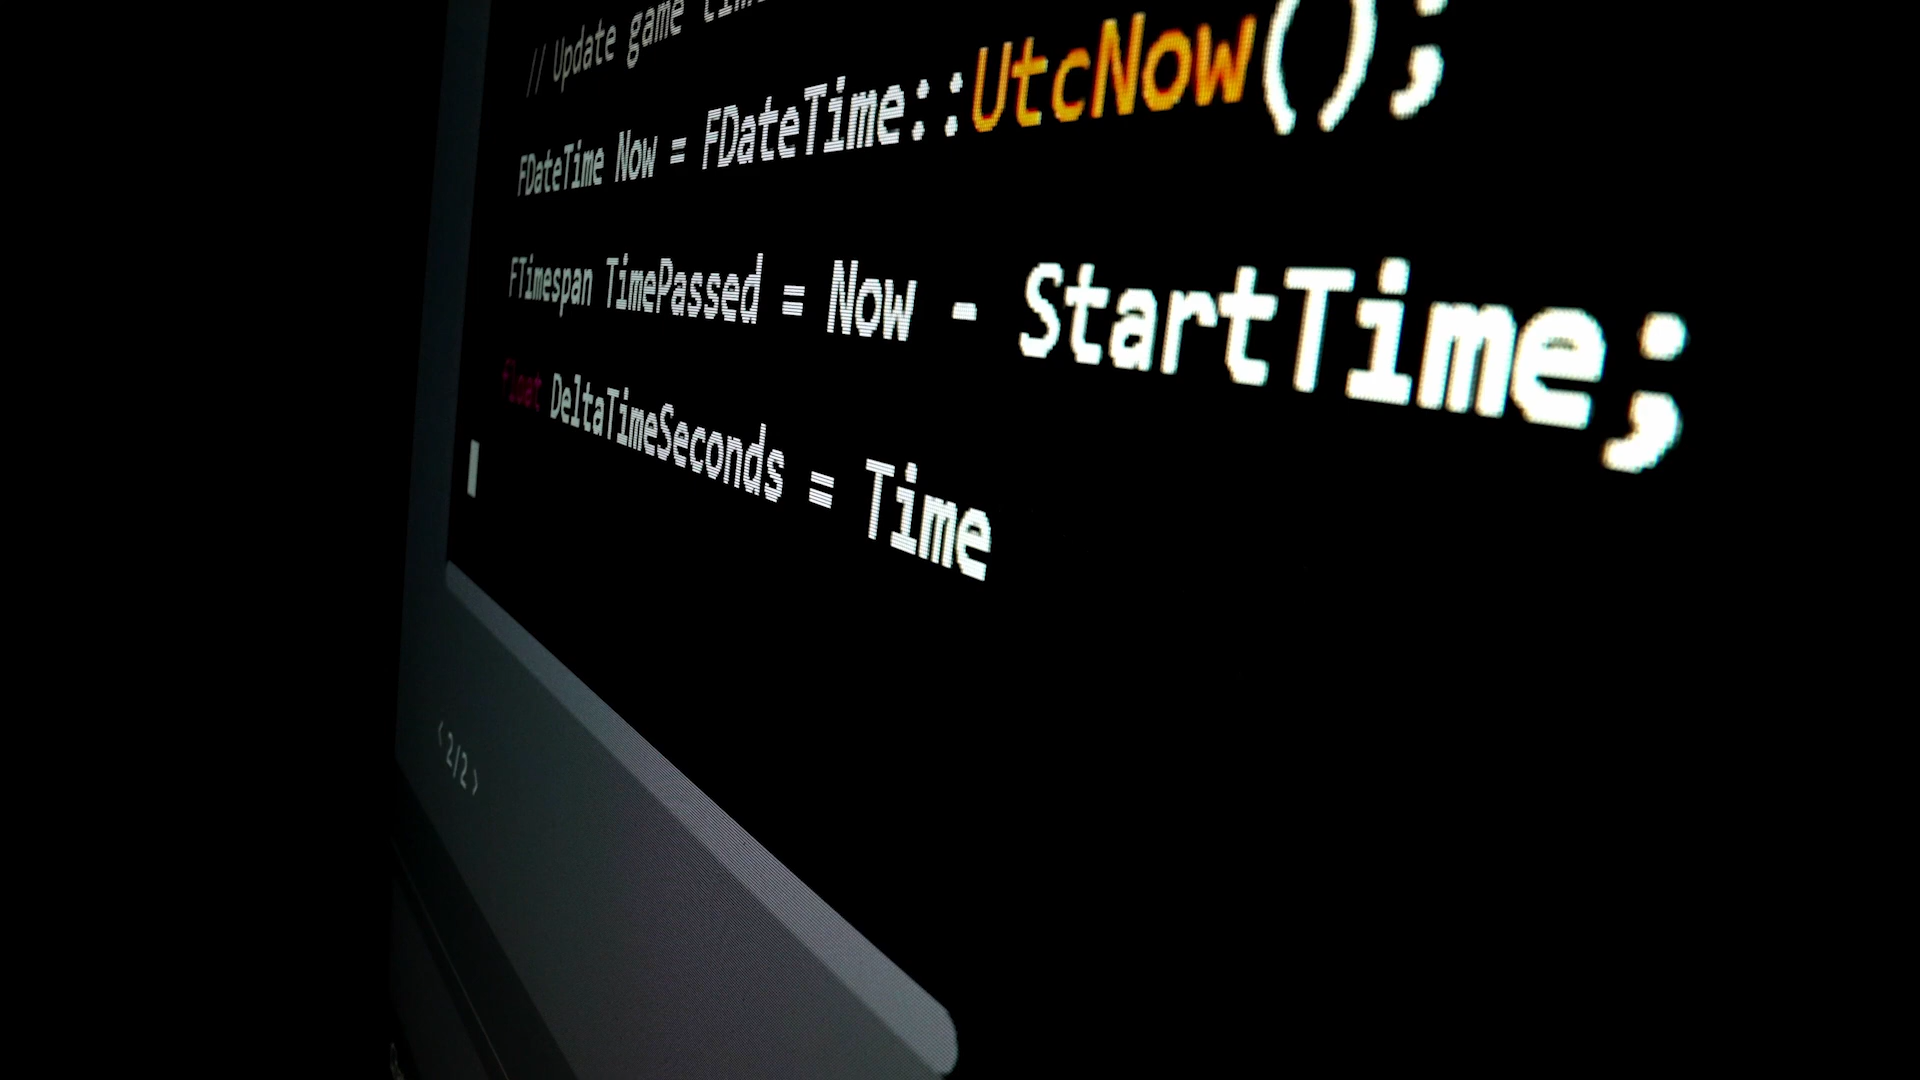 // Update game
FDateTime Now = FDateTime::UtcNow();
FTimespan TimePassed = Now - StartTime;
float DeltaTimeSeconds = Time
< 2/2 >